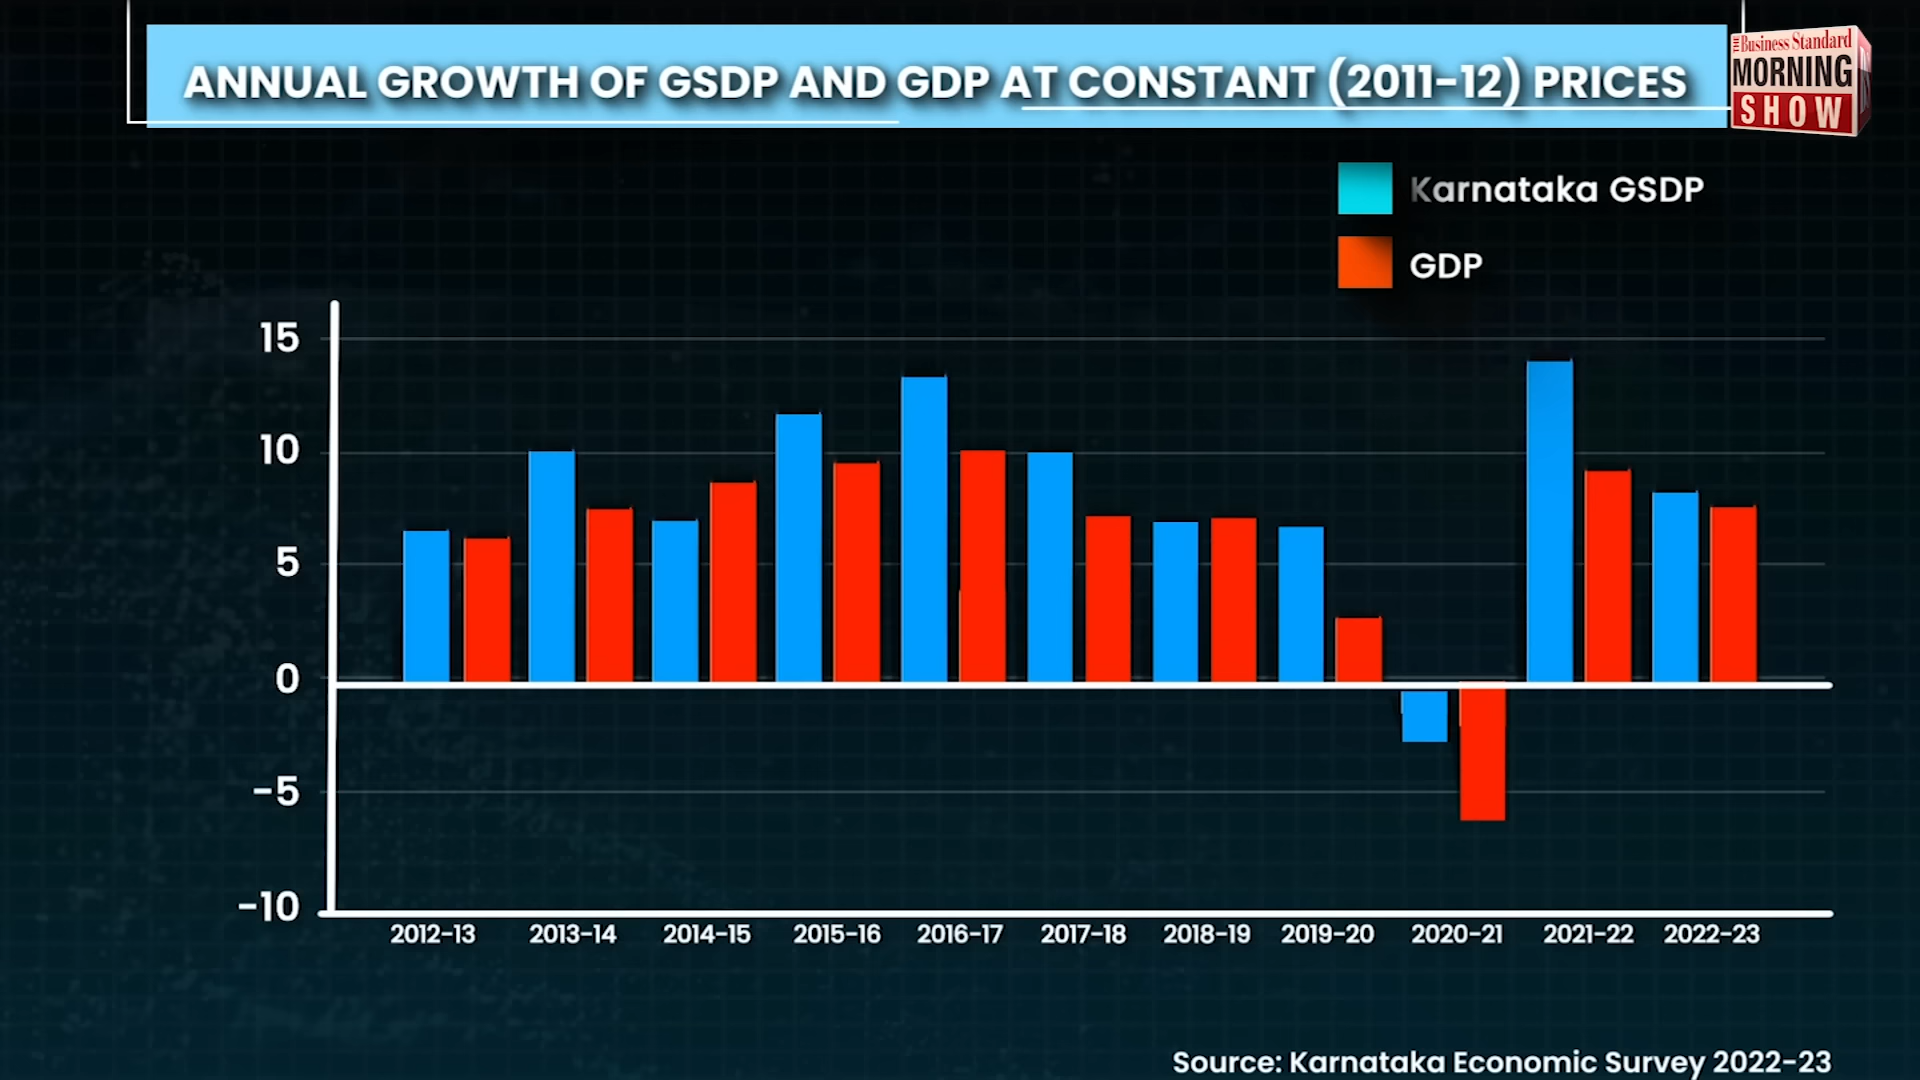 ANNUAL GROWTH OF GSDP AND GDP AT CONSTANT (2011-12) PRICES
THE Business Standard
MORNING
SHOW
Karnataka GSDP
GDP
15
10
5
0
-5
-10
2012-13 2013-14 2014-15 2015-16 2016-17 2017-18 2018-19 2019-20 2020-21 2021-22 2022-23
Source: Karnataka Economic Survey 2022-23